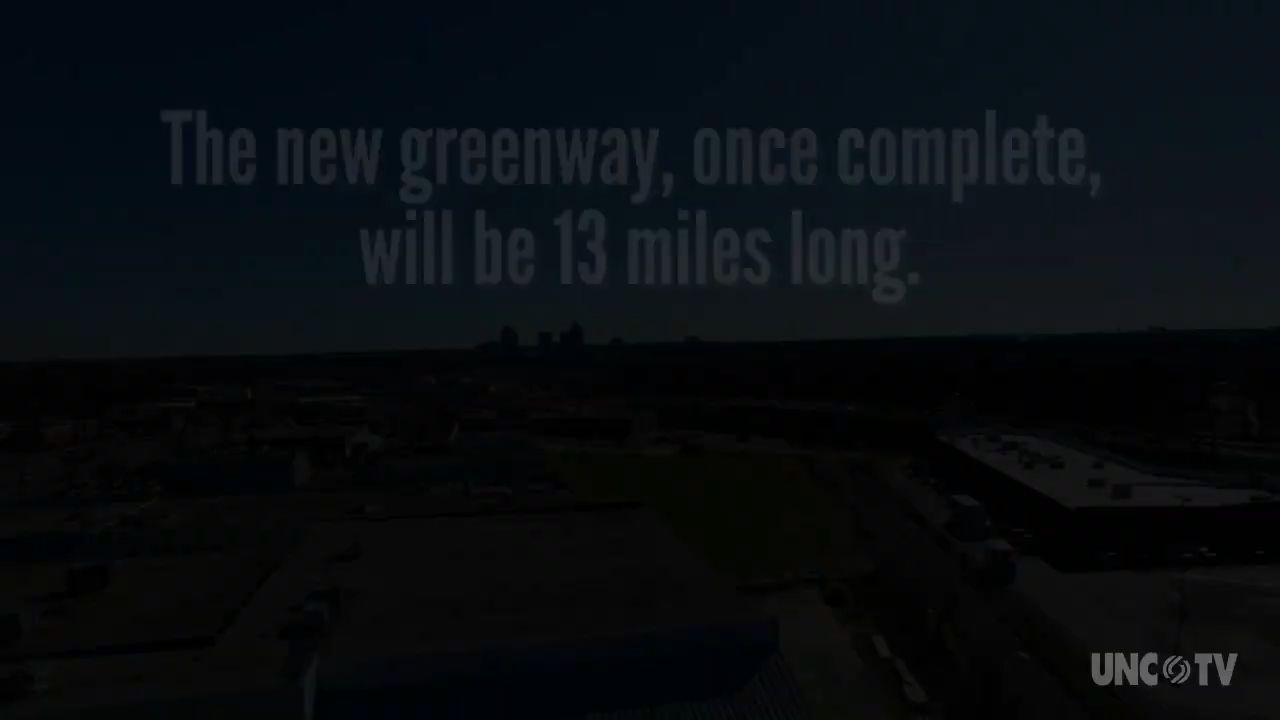 The new greenway, once complete,
will be 13 miles long.
UNC TV